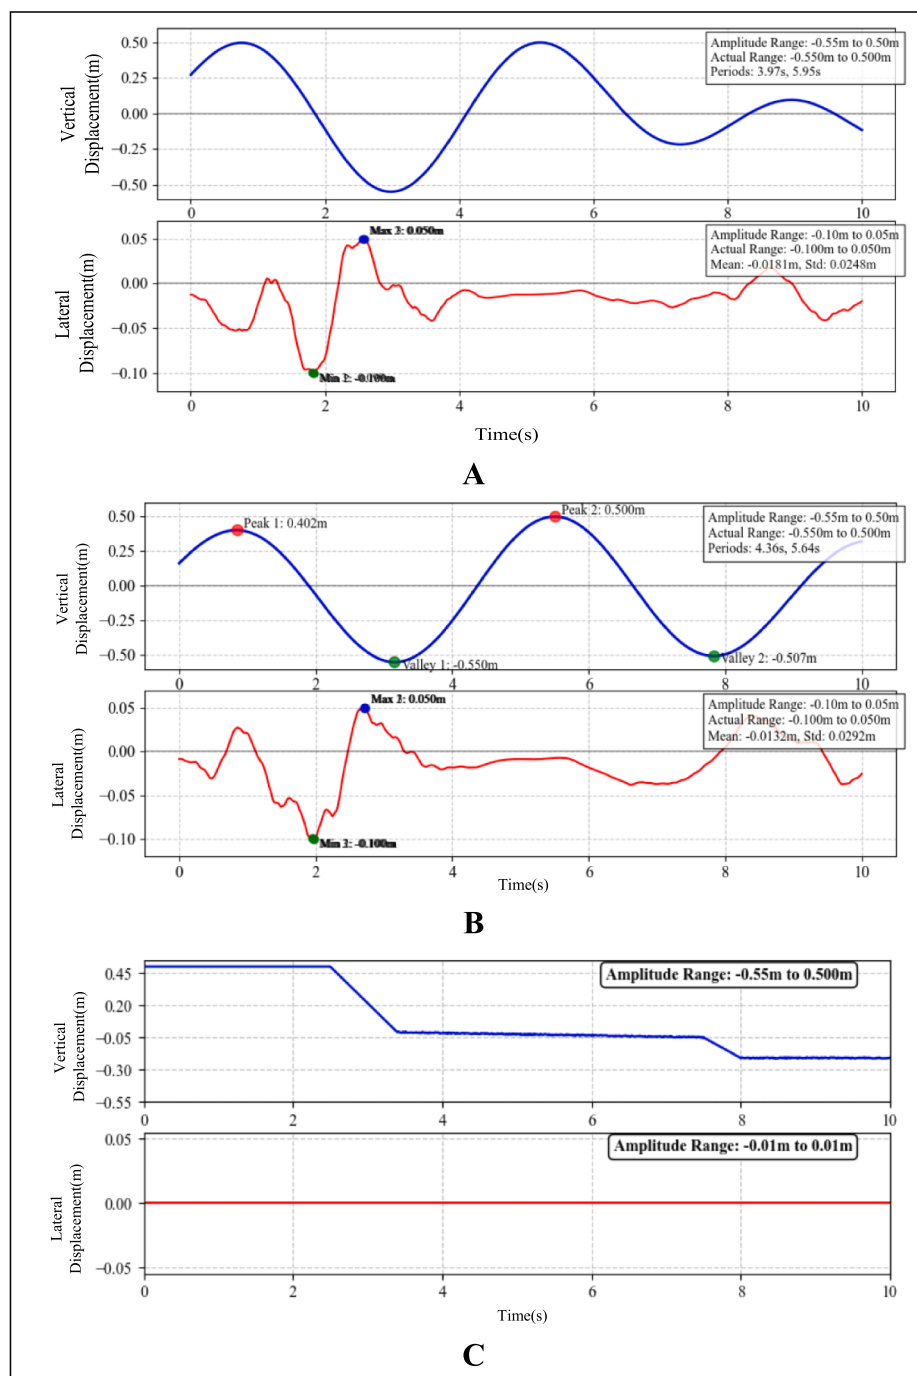 0.50
0.25
0.00
−0.25
−0.50
Vertical
Displacement(m)
Amplitude Range: -0.55m to 0.50m
Actual Range: -0.550m to 0.500m
Periods: 3.97s, 5.95s
0 2 4 6 8 10
0.05
0.00
−0.05
−0.10
Lateral
Displacement(m)
0.050m
-0.100m
Amplitude Range: -0.10m to 0.05m
Actual Range: -0.100m to 0.050m
Mean: -0.0181m, Std: 0.0248m
0 2 4 6 8 10
Time(s)
A
0.50
0.25
0.00
−0.25
−0.50
Vertical
Displacement(m)
Peak 1: 0.402m
Peak 2: 0.500m
Valley 1: -0.550m
Valley 2: -0.507m
Amplitude Range: -0.55m to 0.50m
Actual Range: -0.550m to 0.500m
Periods: 4.36s, 5.64s
0 2 4 6 8 10
0.05
0.00
−0.05
−0.10
Lateral
Displacement(m)
0.050m
-0.100m
Amplitude Range: -0.10m to 0.05m
Actual Range: -0.100m to 0.050m
Mean: -0.0132m, Std: 0.0292m
0 2 4 6 8 10
Time(s)
B
0.45
0.20
−0.05
−0.30
−0.55
Vertical
Displacement(m)
Amplitude Range: -0.55m to 0.500m
0 2 4 6 8 10
0.05
0.00
−0.05
Lateral
Displacement(m)
Amplitude Range: -0.01m to 0.01m
0 2 4 6 8 10
Time(s)
C